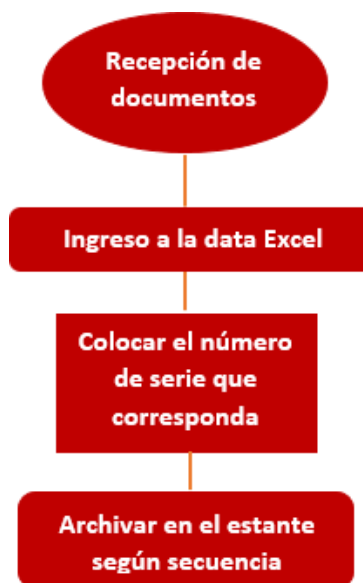 Recepción de
documentos
Ingreso a la data Excel
Colocar el número
de serie que
corresponda
Archivar en el estante
según secuencia